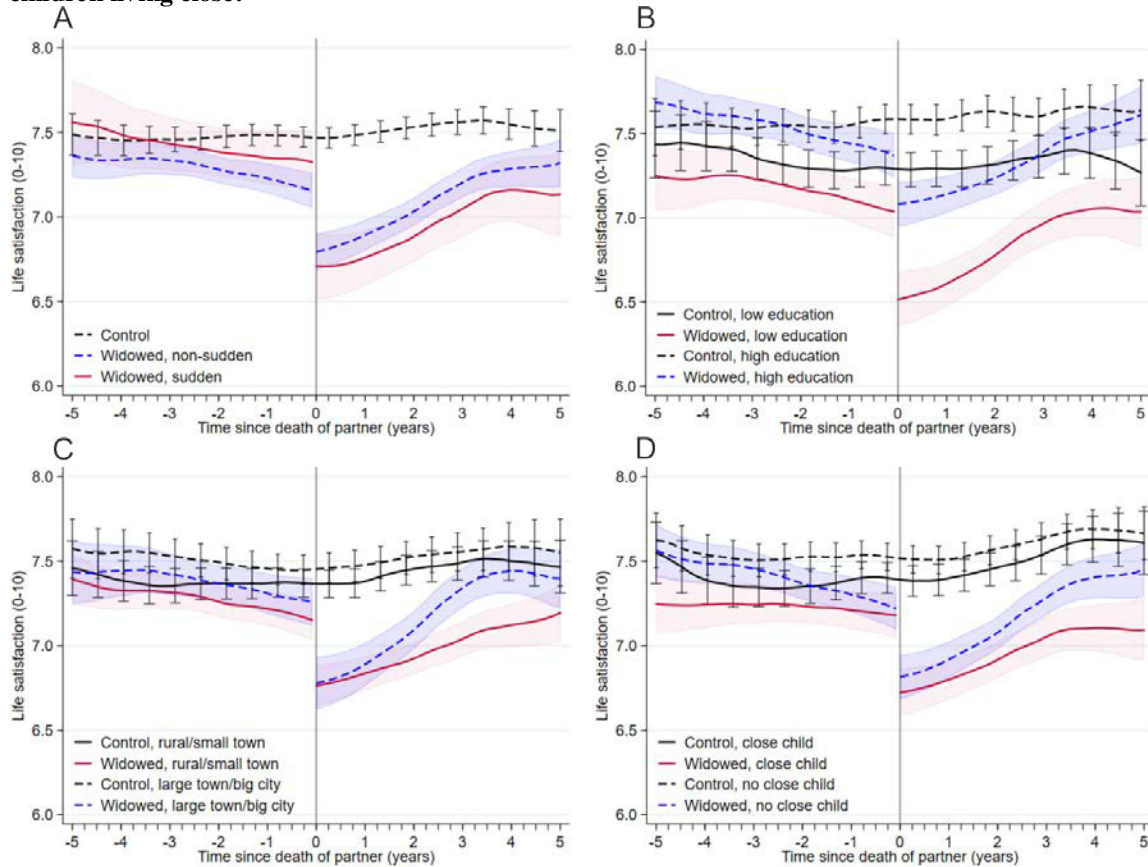 children living close.
A
8.0
7.5
7.0
6.5
6.0
Life satisfaction (0-10)
Control
Widowed, non-sudden
Widowed, sudden
-5 -4 -3 -2 -1 0 1 2 3 4 5
Time since death of partner (years)
B
8.0
7.5
7.0
6.5
6.0
Life satisfaction (0-10)
Control, low education
Widowed, low education
Control, high education
Widowed, high education
-5 -4 -3 -2 -1 0 1 2 3 4 5
Time since death of partner (years)
C
8.0
7.5
7.0
6.5
6.0
Life satisfaction (0-10)
Control, rural/small town
Widowed, rural/small town
Control, large town/big city
Widowed, large town/big city
-5 -4 -3 -2 -1 0 1 2 3 4 5
Time since death of partner (years)
D
8.0
7.5
7.0
6.5
6.0
Life satisfaction (0-10)
Control, close child
Widowed, close child
Control, no close child
Widowed, no close child
-5 -4 -3 -2 -1 0 1 2 3 4 5
Time since death of partner (years)